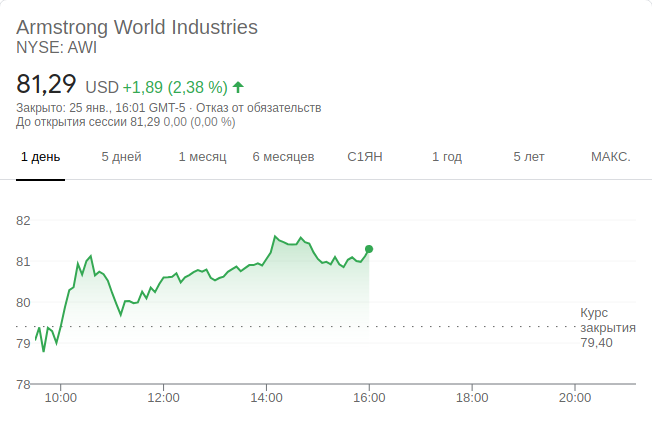 Armstrong World Industries
NYSE: AWI
81,29 USD +1,89 (2,38 %)
Закрыто: 25 янв., 16:01 GMT-5 · Отказ от обязательств
До открытия сессии 81,29 0,00 (0,00 %)
1 день 5 дней 1 месяц 6 месяцев С1ЯН 1 год 5 лет МАКС.
82
81
80
79
78
Курс
закрытия
79,40
10:00 12:00 14:00 16:00 18:00 20:00